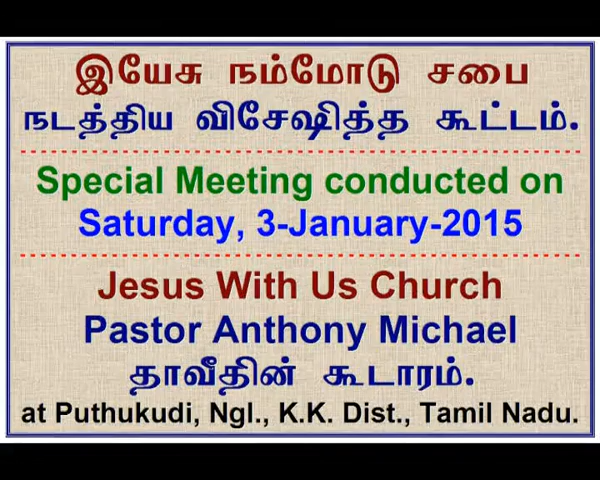 இயேசு நம்மோடு சபை
நடத்திய விசேஷித்த கூட்டம்.
Special Meeting conducted on
Saturday, 3-January-2015
Jesus With Us Church
Pastor Anthony Michael
தாவீதின் கூடாரம்.
at Puthukudi, Ngl., K.K. Dist., Tamil Nadu.